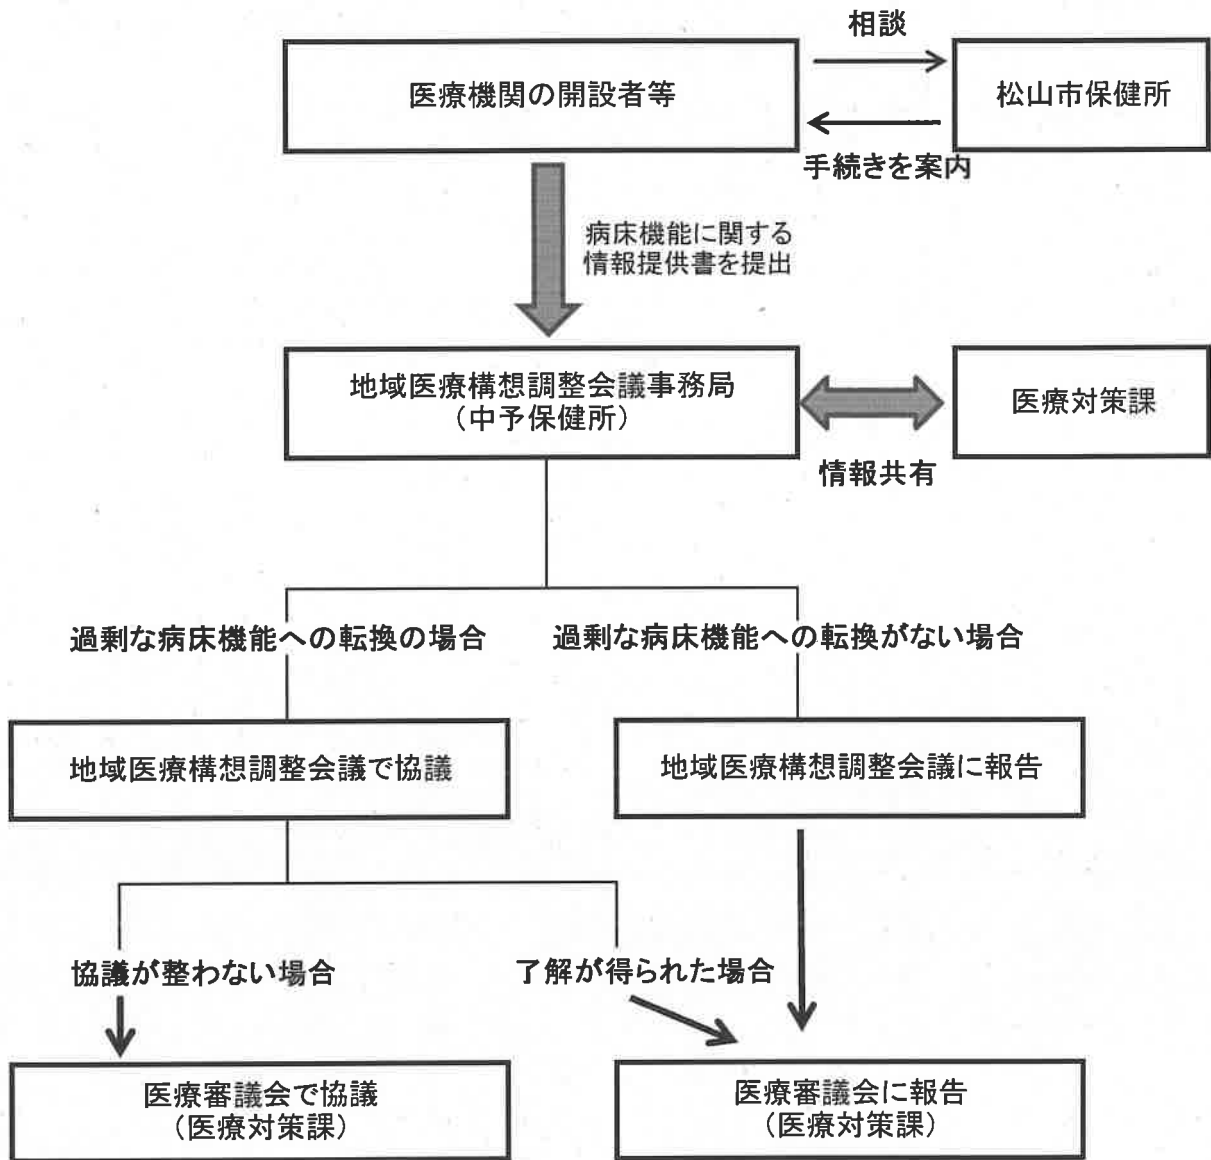 相談
医療機関の開設者等
松山市保健所
手続きを案内
病床機能に関する
情報提供書を提出
地域医療構想調整会議事務局
（中予保健所）
医療対策課
情報共有
過剰な病床機能への転換の場合
過剰な病床機能への転換がない場合
地域医療構想調整会議で協議
地域医療構想調整会議に報告
協議が整わない場合
了解が得られた場合
医療審議会で協議
（医療対策課）
医療審議会に報告
（医療対策課）